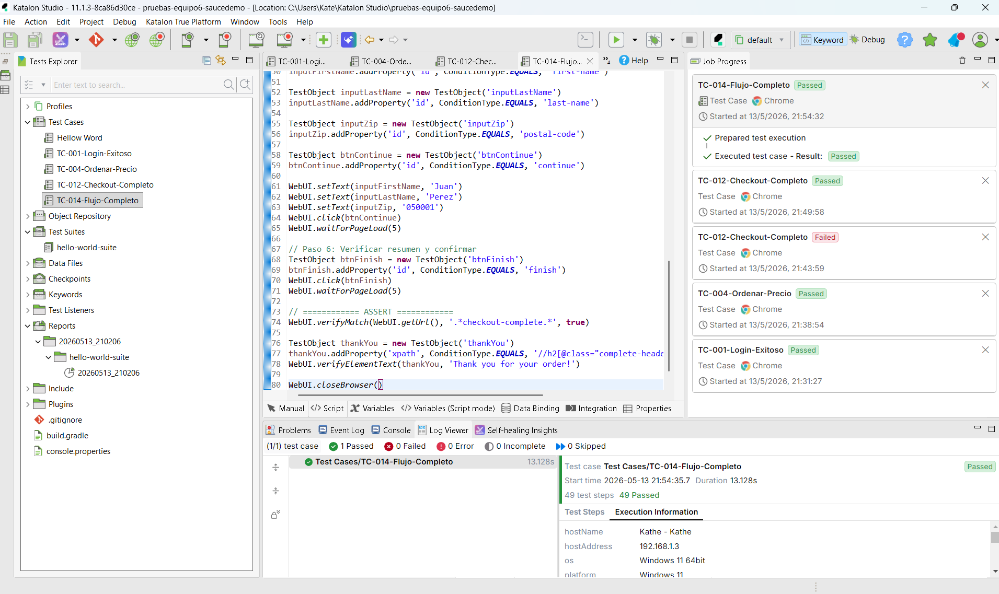 Katalon Studio - 11.1.3-8ca86d30ce - pruebas-equipo6-saucedemo - [Location: C:\Users\Kate\Katalon Studio\pruebas-equipo6-saucedemo]
File Action Edit Project Debug Katalon True Platform Window Tools Help
default Keyword Debug
Tests Explorer
Enter text to search...
Profiles
Test Cases
Hellow Word
TC-001-Login-Exitoso
TC-004-Ordenar-Precio
TC-012-Checkout-Completo
TC-014-Flujo-Completo
Object Repository
Test Suites
hello-world-suite
Data Files
Checkpoints
Keywords
Test Listeners
Reports
20260513_210206
hello-world-suite
20260513_210206
Include
Plugins
.gitignore
build.gradle
console.properties
TC-001-Logi... TC-004-Orde... TC-012-Chec... TC-014-Flujo... 4 Help
50 inputFirstName.addProperty('id', ConditionType.EQUALS, 'first-name')
51
52 TestObject inputLastName = new TestObject('inputLastName')
53 inputLastName.addProperty('id', ConditionType.EQUALS, 'last-name')
54
55 TestObject inputZip = new TestObject('inputZip')
56 inputZip.addProperty('id', ConditionType.EQUALS, 'postal-code')
57
58 TestObject btnContinue = new TestObject('btnContinue')
59 btnContinue.addProperty('id', ConditionType.EQUALS, 'continue')
60
61 WebUI.setText(inputFirstName, 'Juan')
62 WebUI.setText(inputLastName, 'Perez')
63 WebUI.setText(inputZip, '050001')
64 WebUI.click(btnContinue)
65 WebUI.waitForPageLoad(5)
66
67 // Paso 6: Verificar resumen y confirmar
68 TestObject btnFinish = new TestObject('btnFinish')
69 btnFinish.addProperty('id', ConditionType.EQUALS, 'finish')
70 WebUI.click(btnFinish)
71 WebUI.waitForPageLoad(5)
72
73 // ============ ASSERT ============
74 WebUI.verifyMatch(WebUI.getUrl(), '.*checkout-complete.*', true)
75
76 TestObject thankYou = new TestObject('thankYou')
77 thankYou.addProperty('xpath', ConditionType.EQUALS, '//h2[@class="complete-heade
78 WebUI.verifyElementText(thankYou, 'Thank you for your order!')
79
80 WebUI.closeBrowser()
Manual Script Variables Variables (Script mode) Data Binding Integration Properties
Job Progress
TC-014-Flujo-Completo Passed
Test Case Chrome
Started at 13/5/2026, 21:54:32
Prepared test execution
Executed test case - Result: Passed
TC-012-Checkout-Completo Passed
Test Case Chrome
Started at 13/5/2026, 21:49:58
TC-012-Checkout-Completo Failed
Test Case Chrome
Started at 13/5/2026, 21:43:59
TC-004-Ordenar-Precio Passed
Test Case Chrome
Started at 13/5/2026, 21:38:54
TC-001-Login-Exitoso Passed
Test Case Chrome
Started at 13/5/2026, 21:31:27
Problems Event Log Console Log Viewer Self-healing Insights
(1/1) test case 1 Passed 0 Failed 0 Error 0 Incomplete 0 Skipped
Test Cases/TC-014-Flujo-Completo 13.128s
Test case Test Cases/TC-014-Flujo-Completo Passed
Start time 2026-05-13 21:54:35.7 Duration 13.128s
49 test steps 49 Passed
Test Steps Execution Information
hostName Kathe - Kathe
hostAddress 192.168.1.3
os Windows 11 64bit
platform Windows 11